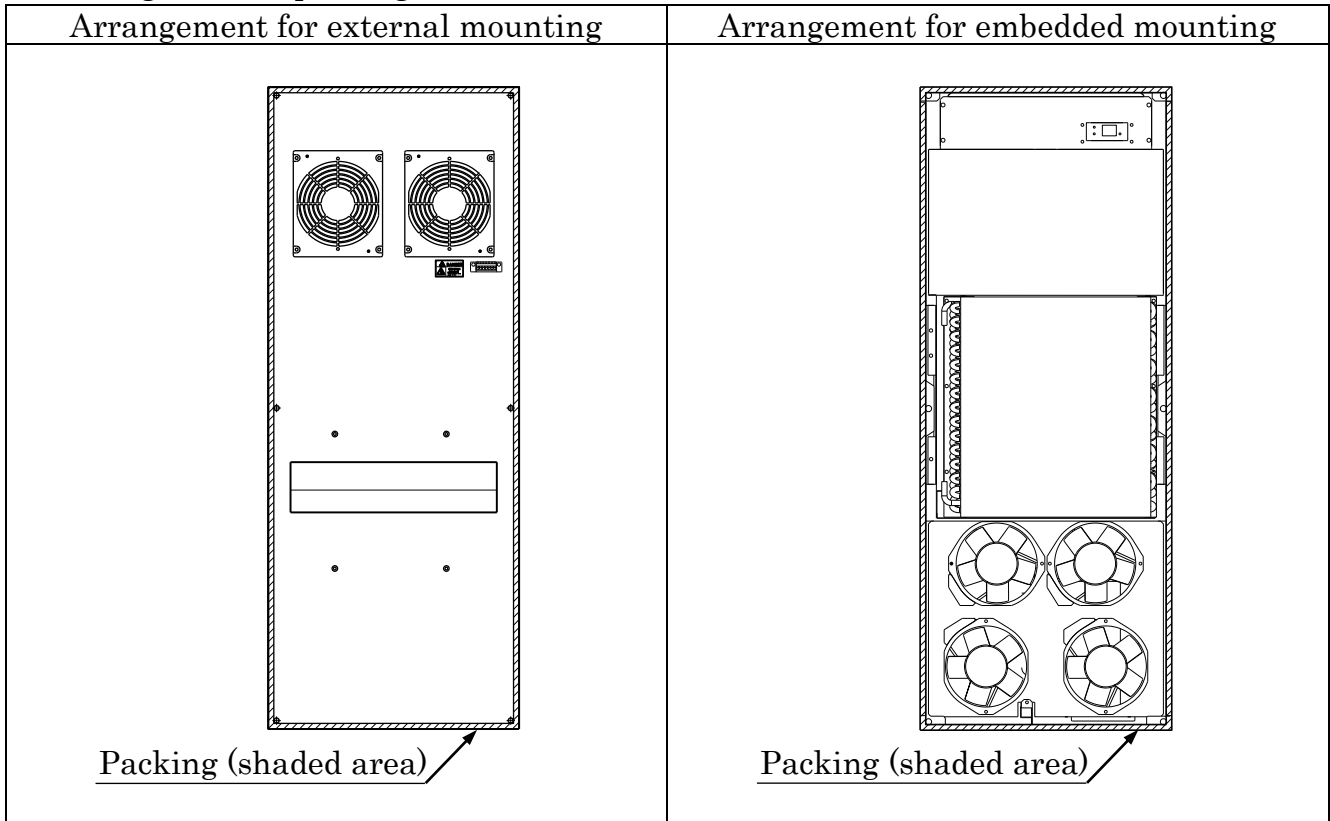 Arrangement for external mounting
Arrangement for embedded mounting
Packing (shaded area)
Packing (shaded area)